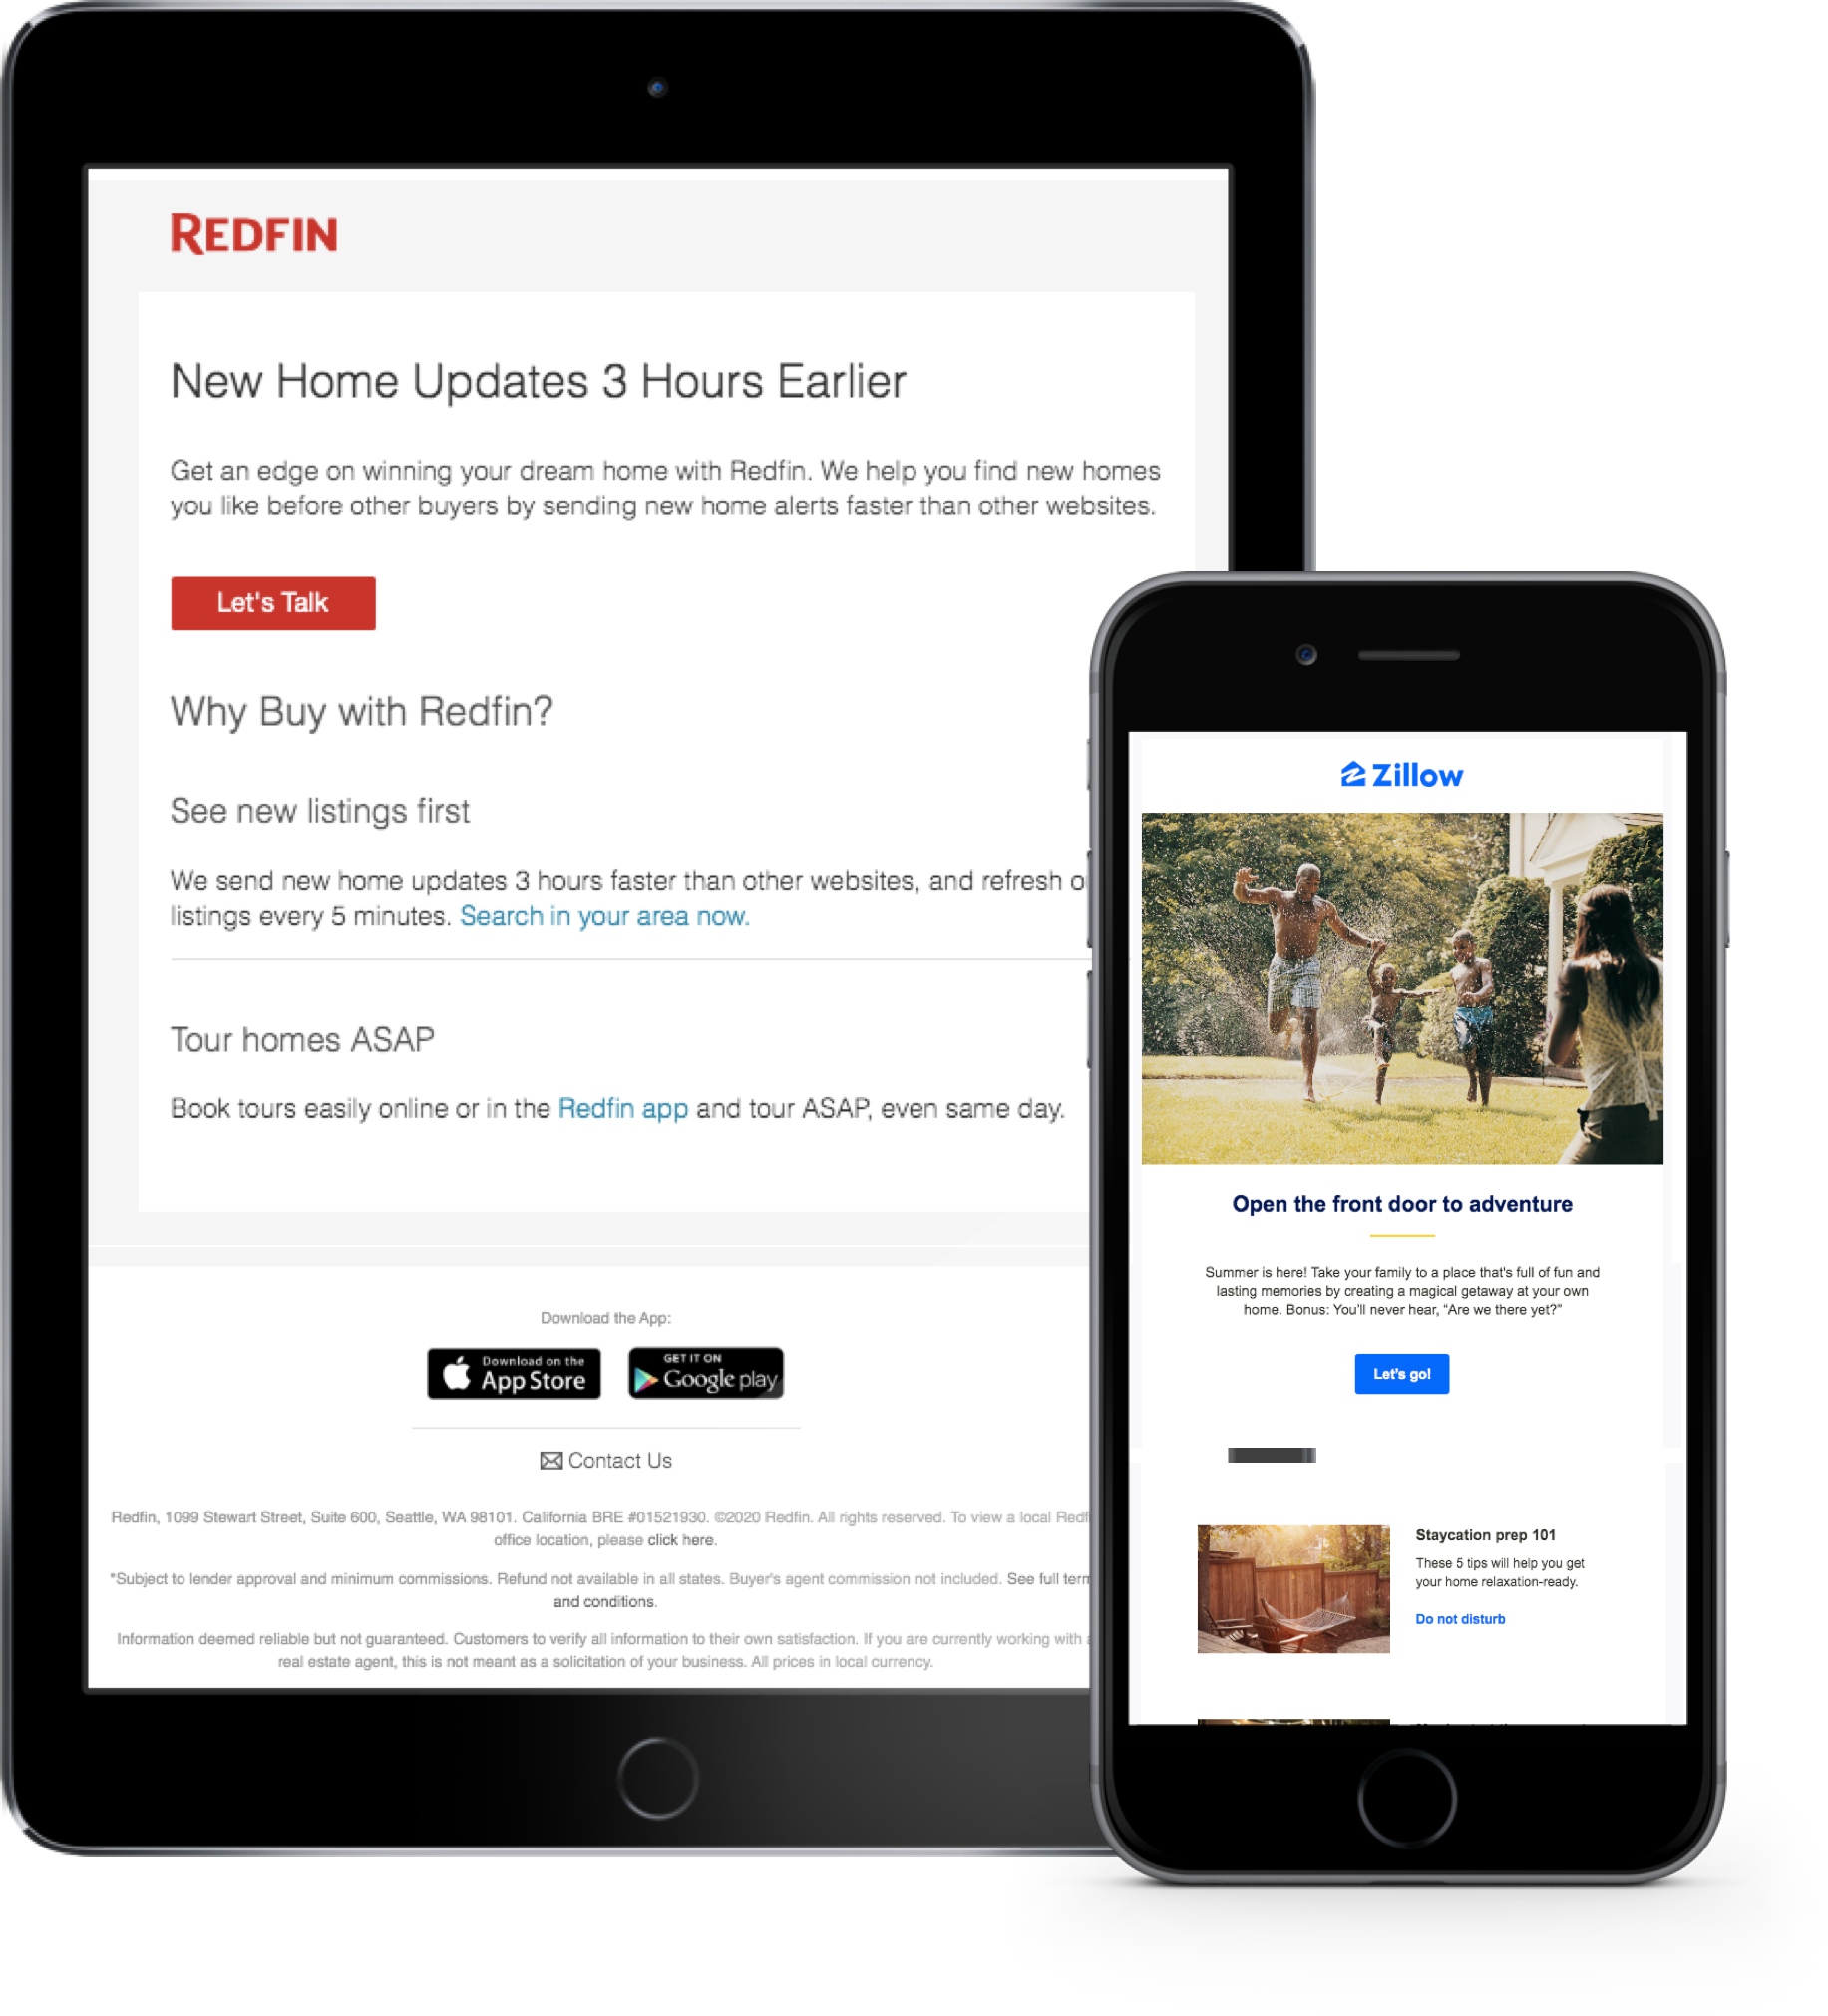 REDFIN
New Home Updates 3 Hours Earlier
Get an edge on winning your dream home with Redfin. We help you find new homes
you like before other buyers by sending new home alerts faster than other websites.
Let's Talk
Why Buy with Redfin?
See new listings first
We send new home updates 3 hours faster than other websites, and refresh
listings every 5 minutes. Search in your area now.
Tour homes ASAP
Book tours easily online or in the Redfin app and tour ASAP, even same day.
Download the App:
Download on the
App Store
GET IT ON
Google play
Contact Us
Redfin, 1099 Stewart Street, Suite 600, Seattle, WA 98101. California BRE #01521930. ©2020 Redfin. All rights reserved. To view a local
office location, please click here.
*Subject to lender approval and minimum commissions. Refund not available in all states. Buyer's agent commission not included. See full
and conditions.
Information deemed reliable but not guaranteed. Customers to verify all information to their own satisfaction. If you are currently working with
real estate agent, this is not meant as a solicitation of your business. All prices in local currency.
Zillow
Open the front door to adventure
Summer is here! Take your family to a place that's full of fun and
lasting memories by creating a magical getaway at your own
home. Bonus: You'll never hear, “Are we there yet?”
Let's go!
Staycation prep 101
These 5 tips will help you get
your home relaxation-ready.
Do not disturb